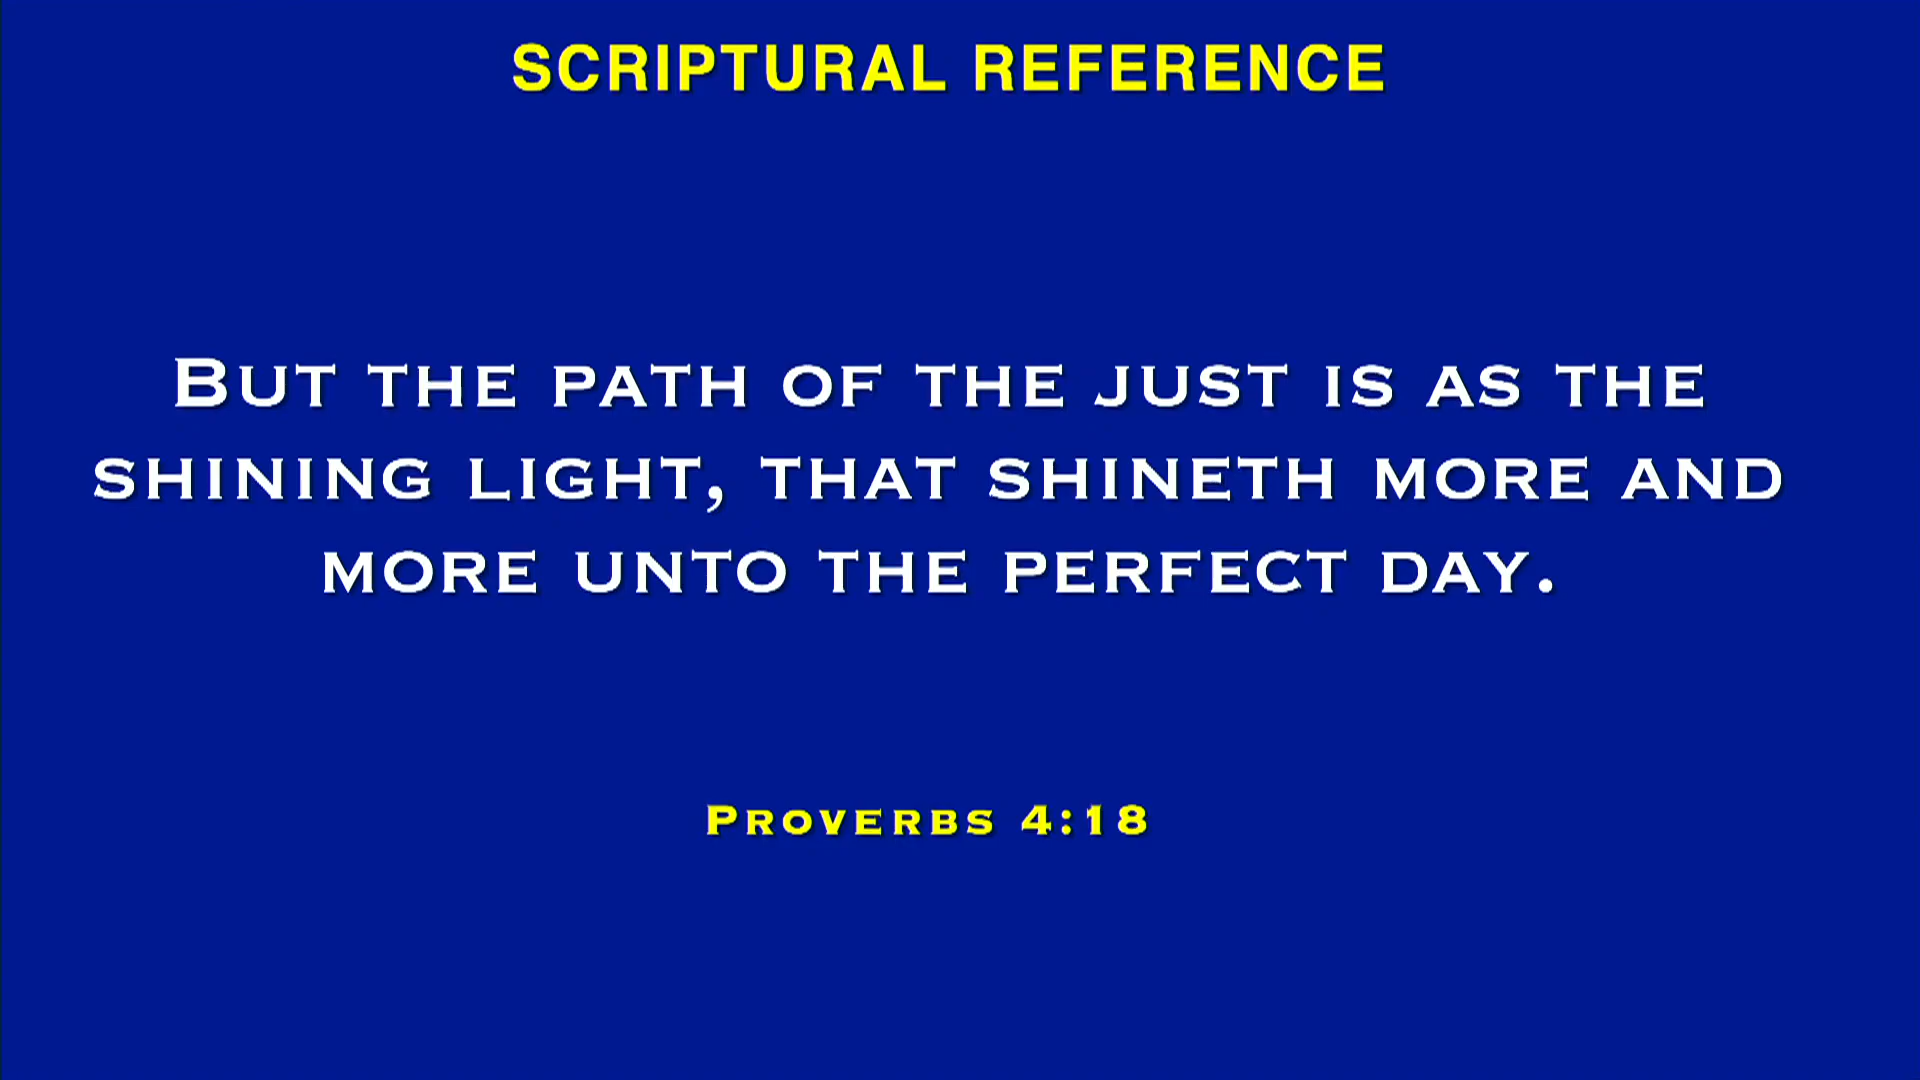 SCRIPTURAL REFERENCE
But the path of the just is as the
shining light, that shineth more and
more unto the perfect day.
Proverbs 4:18